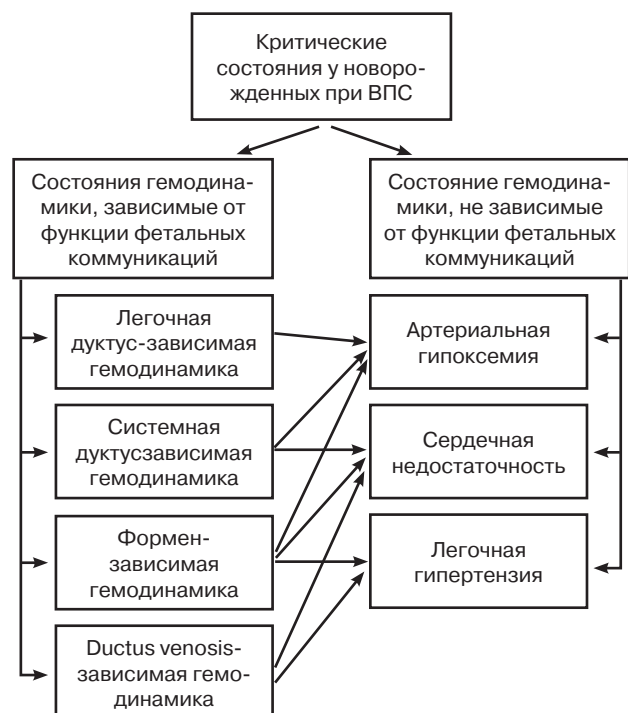 Критические
состояния у новоро-
жденных при ВПС
Состояния гемодина-
мики, зависимые от
функции фетальных
коммуникаций
Состояние гемодина-
мики, не зависимые
от функции фетальных
коммуникаций
Легочная
дуктус-зависимая
гемодинамика
Артериальная
гипоксемия
Системная
дуктусзависимая
гемодинамика
Сердечная
недостаточность
Формен-
зависимая
гемодинамика
Легочная
гипертензия
Ductus venosis-
зависимая гемо-
динамика